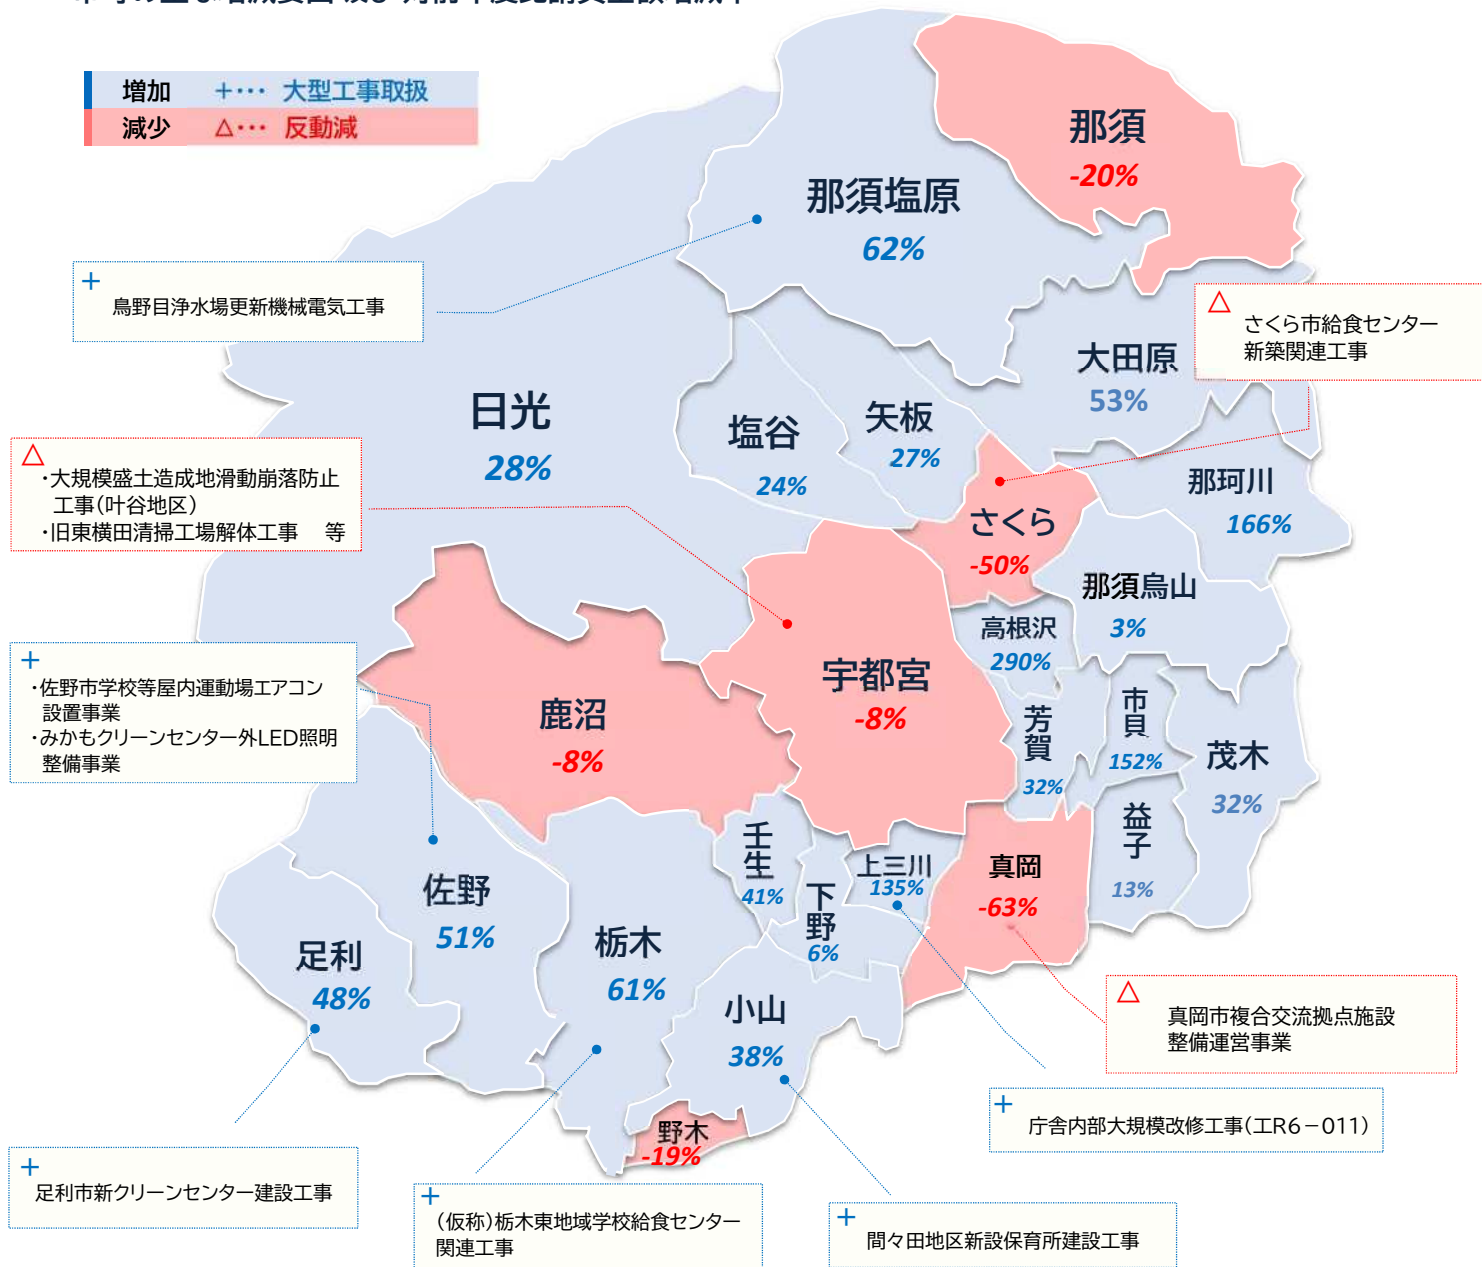 増加 ＋･･･ 大型工事取扱
減少 △･･･ 反動減
那須
-20%
那須塩原
62%
＋
鳥野目浄水場更新機械電気工事
△
さくら市給食センター
新築関連工事
大田原
53%
日光
28%
塩谷
24%
矢板
27%
那珂川
166%
△
・大規模盛土造成地滑動崩落防止
工事(叶谷地区)
・旧東横田清掃工場解体工事　等
さくら
-50%
那須烏山
3%
高根沢
290%
＋
・佐野市学校等屋内運動場エアコン
設置事業
・みかもクリーンセンター外LED照明
整備事業
宇都宮
-8%
鹿沼
-8%
芳賀
32%
市貝
152%
茂木
32%
益子
13%
壬生
41%
下野
6%
上三川
135%
真岡
-63%
佐野
51%
足利
48%
栃木
61%
小山
38%
野木
-19%
△
真岡市複合交流拠点施設
整備運営事業
＋
庁舎内部大規模改修工事(工R6－011)
＋
足利市新クリーンセンター建設工事
＋
(仮称)栃木東地域学校給食センター
関連工事
＋
間々田地区新設保育所建設工事